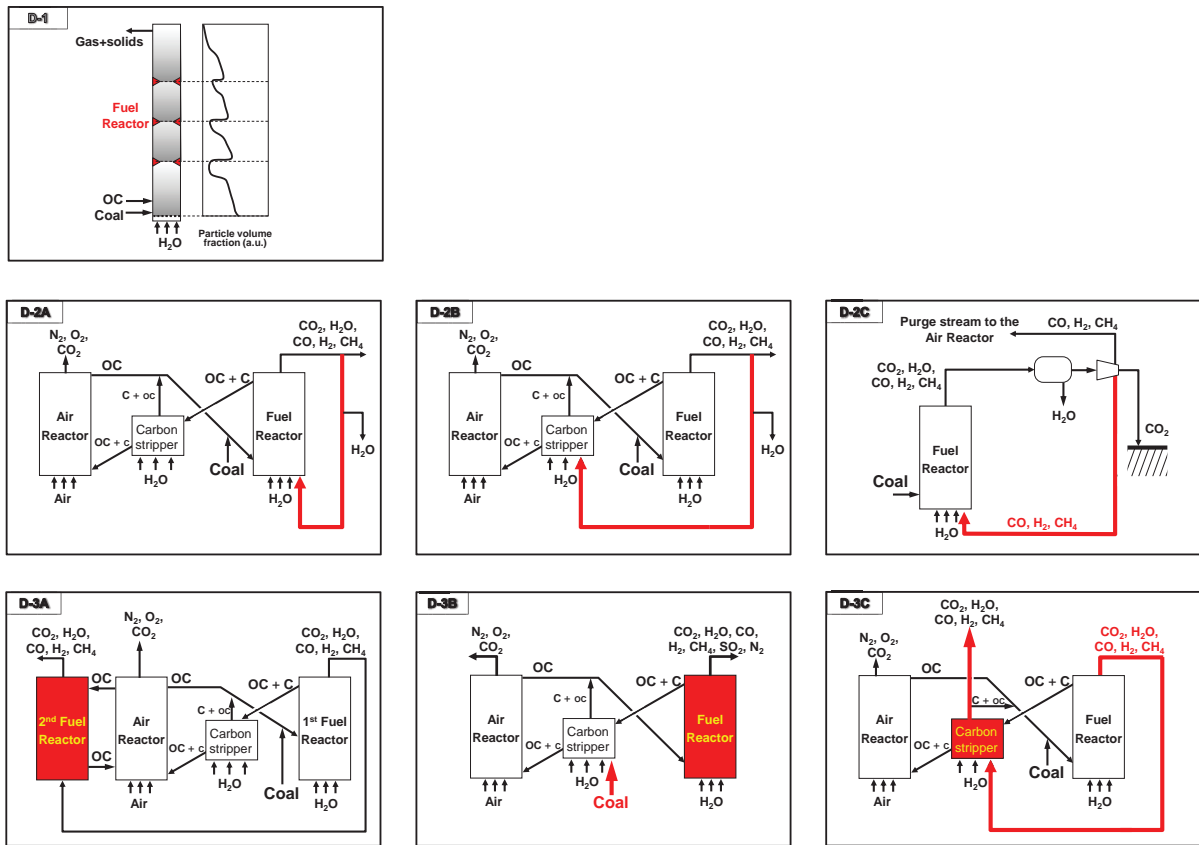 D-1
Gas+solids
Fuel
Reactor
OC
Coal
H₂O
Particle volume
fraction (a.u.)
D-2A
N₂, O₂,
CO₂
OC
CO₂, H₂O,
CO, H₂, CH₄
OC + C
C + oc
Air
Reactor
Carbon
stripper
Fuel
Reactor
OC + c
H₂O
Coal
H₂O
H₂O
Air
D-2B
N₂, O₂,
CO₂
OC
CO₂, H₂O,
CO, H₂, CH₄
OC + C
C + oc
Air
Reactor
Carbon
stripper
Fuel
Reactor
OC + c
H₂O
Coal
H₂O
H₂O
Air
D-2C
Purge stream to the
Air Reactor
CO, H₂, CH₄
CO₂, H₂O,
CO, H₂, CH₄
H₂O
CO₂
Fuel
Reactor
Coal
H₂O
CO, H₂, CH₄
D-3A
N₂, O₂,
CO₂
CO₂, H₂O,
CO, H₂, CH₄
CO₂, H₂O,
CO, H₂, CH₄
OC
OC
OC + C
C + oc
2nd Fuel
Reactor
Air
Reactor
Carbon
stripper
1st Fuel
Reactor
OC + c
OC
H₂O
Coal
H₂O
Air
D-3B
N₂, O₂,
CO₂
CO₂, H₂O, CO,
H₂, CH₄, SO₂, N₂
OC
OC + C
C + oc
Air
Reactor
Carbon
stripper
Fuel
Reactor
OC + c
H₂O
Coal
H₂O
Air
D-3C
N₂, O₂,
CO₂
CO₂, H₂O,
CO, H₂, CH₄
CO₂, H₂O,
CO, H₂, CH₄
OC
OC + C
C + oc
Air
Reactor
Carbon
stripper
Fuel
Reactor
OC + c
H₂O
Coal
H₂O
Air